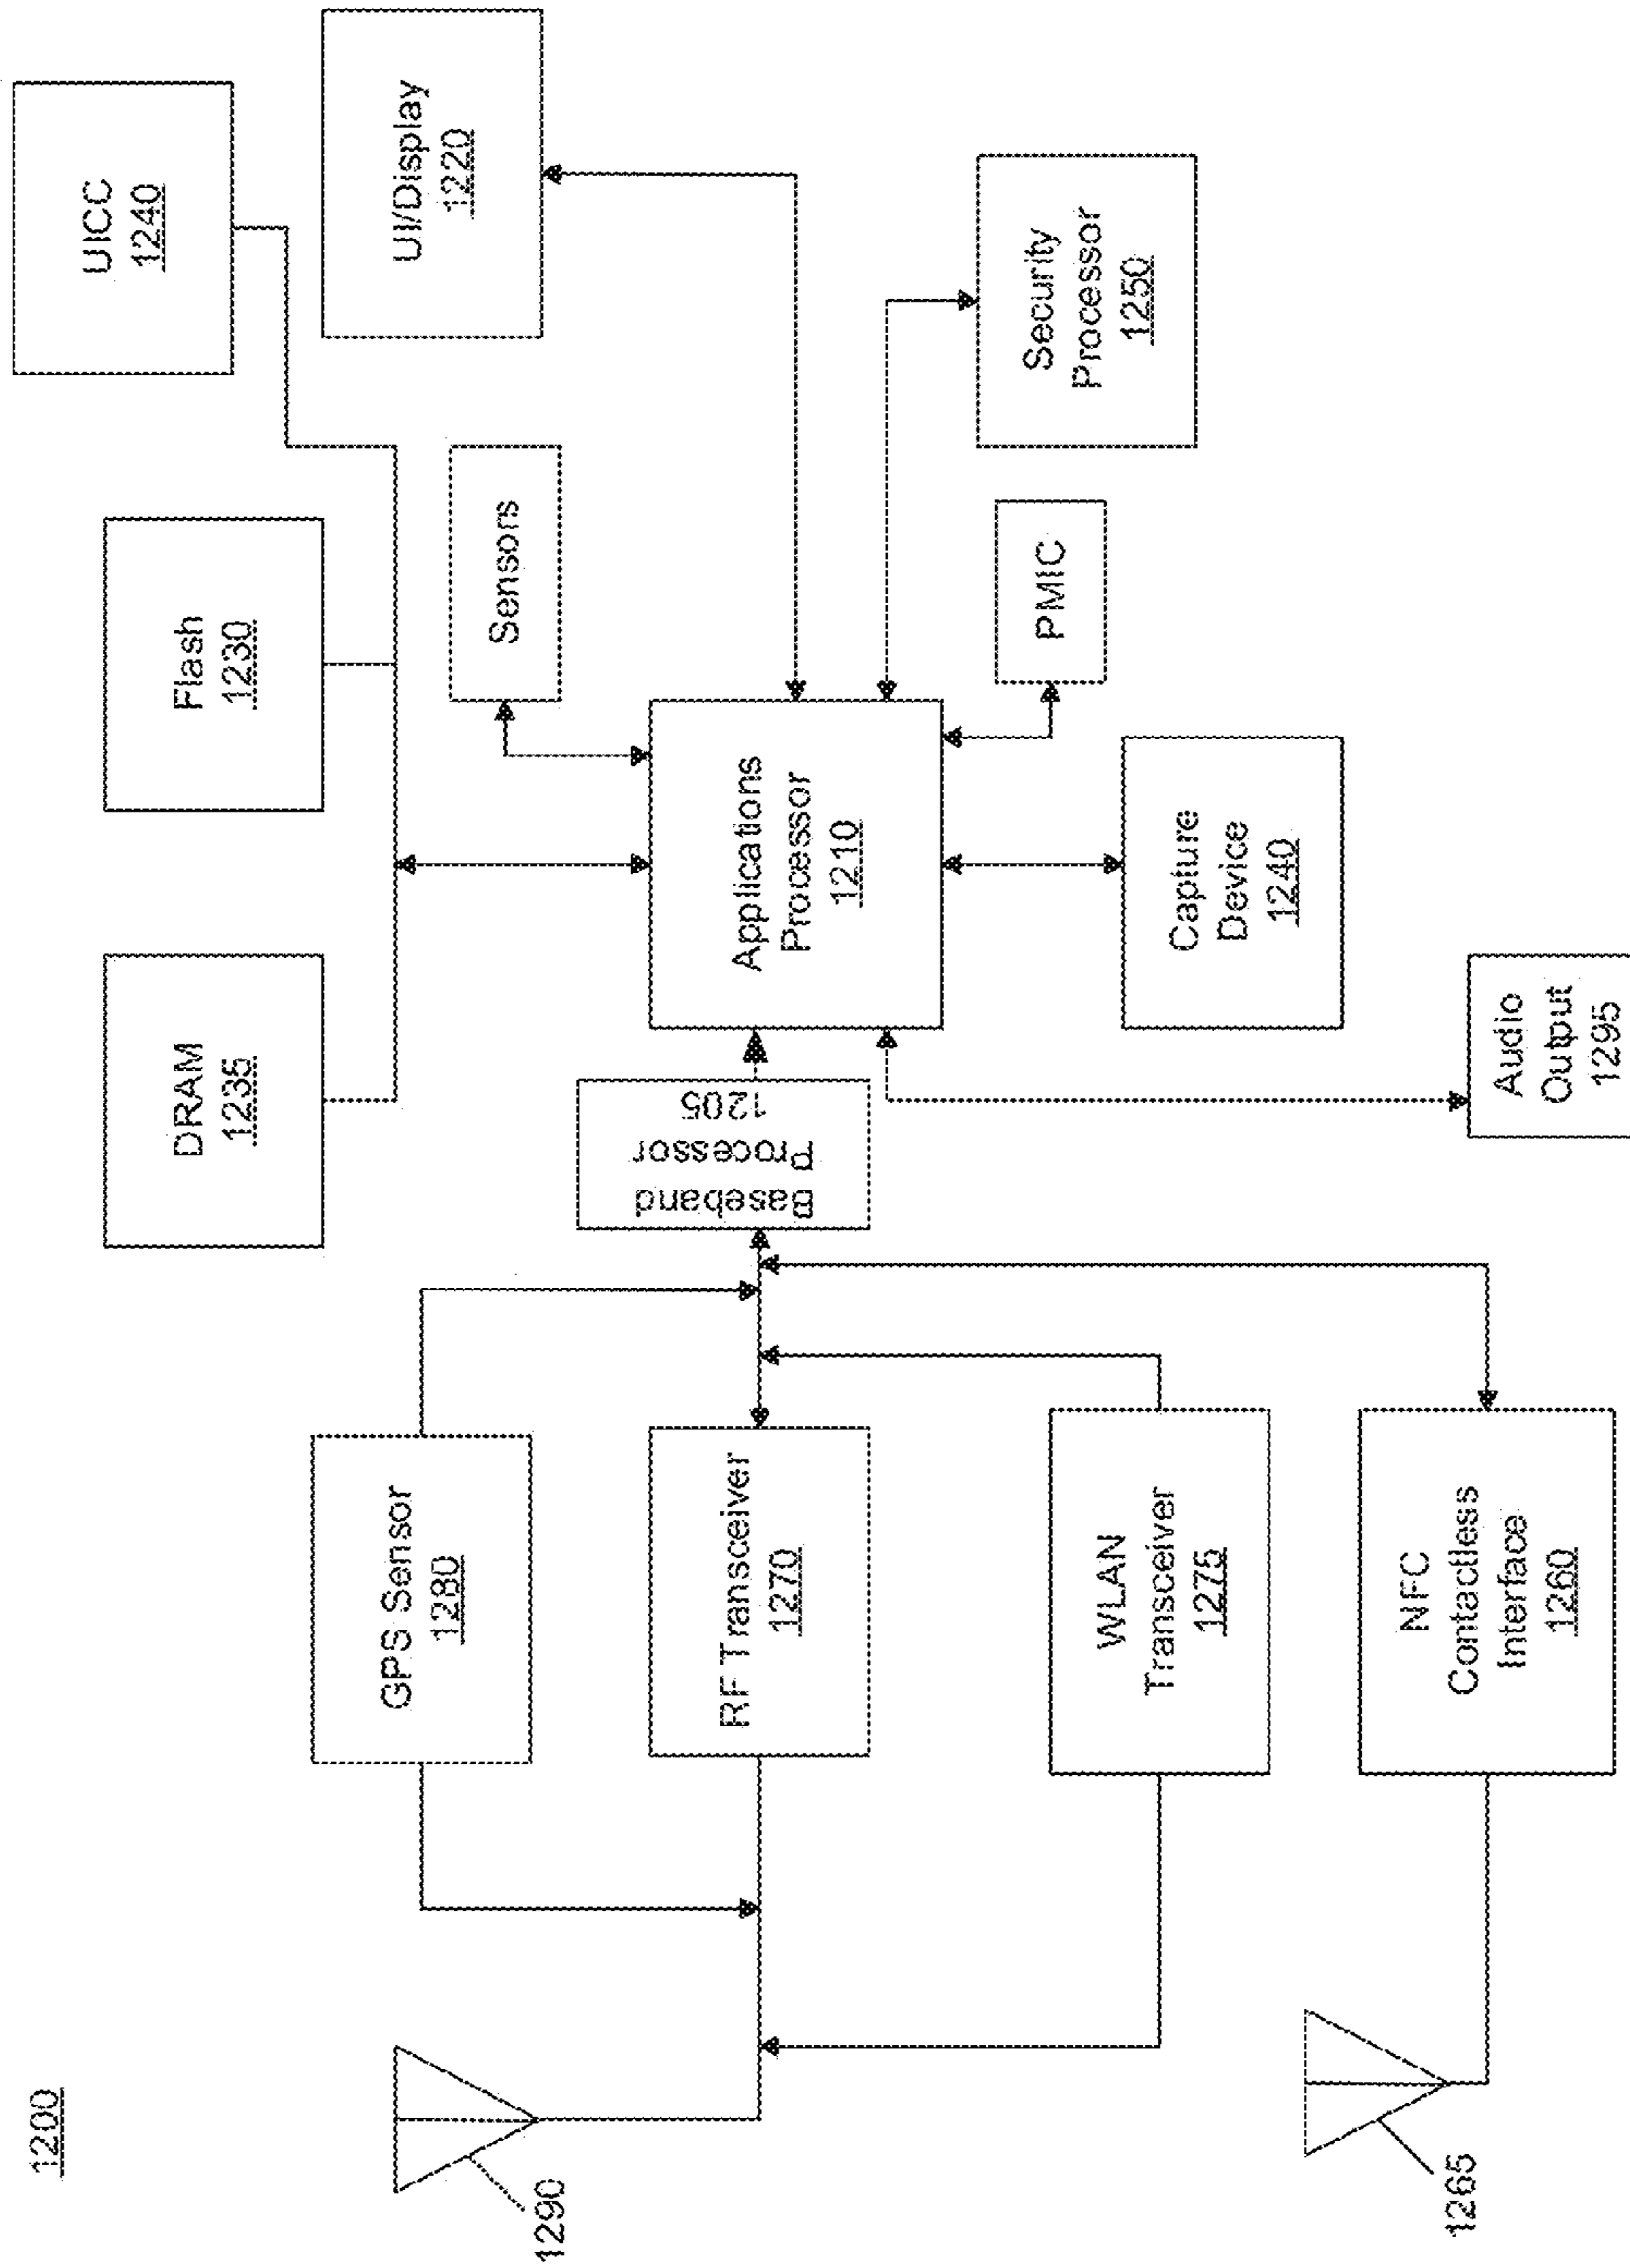 1200
UICC
1240
Flash
1230
DRAM
1235
UI/Display
1220
Sensors
GPS Sensor
1280
1290
RF Transceiver
1270
Baseband
Processor
1205
Applications
Processor
1210
Security
Processor
1250
PMIC
WLAN
Transceiver
1275
Capture
Device
1240
NFC
Contactless
Interface
1260
1265
Audio
Output
1295